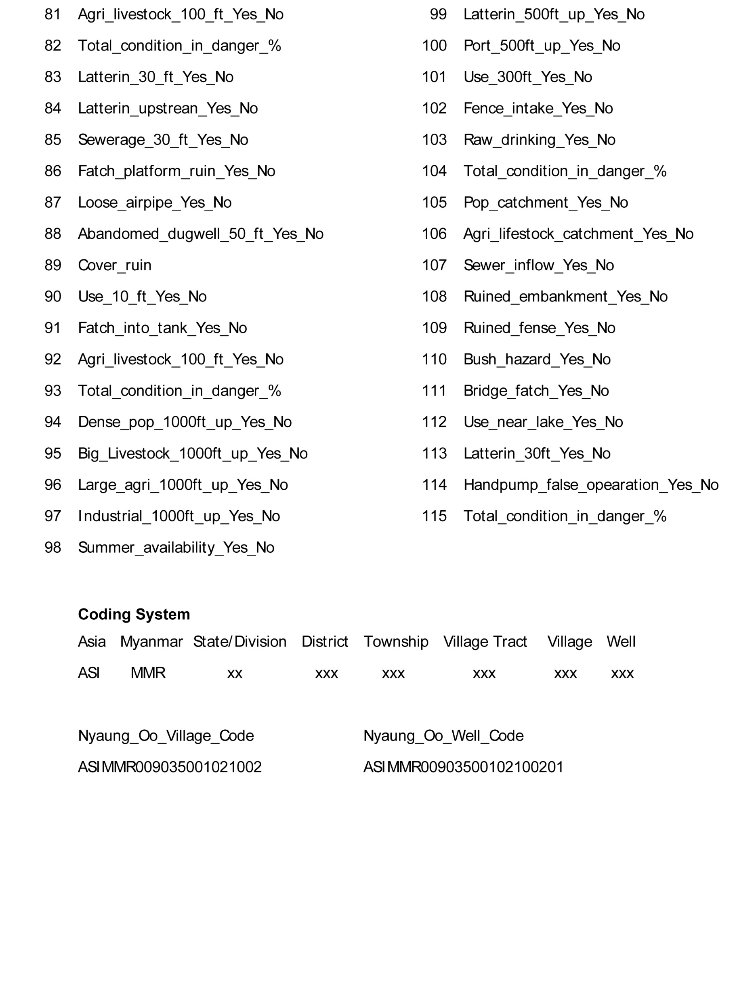 81 Agri_livestock_100_ft_Yes_No
82 Total_condition_in_danger_%
83 Latterin_30_ft_Yes_No
84 Latterin_upstrean_Yes_No
85 Sewerage_30_ft_Yes_No
86 Fatch_platform_ruin_Yes_No
87 Loose_airpipe_Yes_No
88 Abandomed_dugwell_50_ft_Yes_No
89 Cover_ruin
90 Use_10_ft_Yes_No
91 Fatch_into_tank_Yes_No
92 Agri_livestock_100_ft_Yes_No
93 Total_condition_in_danger_%
94 Dense_pop_1000ft_up_Yes_No
95 Big_Livestock_1000ft_up_Yes_No
96 Large_agri_1000ft_up_Yes_No
97 Industrial_1000ft_up_Yes_No
98 Summer_availability_Yes_No
99 Latterin_500ft_up_Yes_No
100 Port_500ft_up_Yes_No
101 Use_300ft_Yes_No
102 Fence_intake_Yes_No
103 Raw_drinking_Yes_No
104 Total_condition_in_danger_%
105 Pop_catchment_Yes_No
106 Agri_lifestock_catchment_Yes_No
107 Sewer_inflow_Yes_No
108 Ruined_embankment_Yes_No
109 Ruined_fense_Yes_No
110 Bush_hazard_Yes_No
111 Bridge_fatch_Yes_No
112 Use_near_lake_Yes_No
113 Latterin_30ft_Yes_No
114 Handpump_false_opearation_Yes_No
115 Total_condition_in_danger_%
Coding System
Asia Myanmar State/Division District Township Village Tract Village Well
ASI MMR xx xxx xxx xxx xxx xxx
Nyaung_Oo_Village_Code Nyaung_Oo_Well_Code
ASIMMR009035001021002 ASIMMR00903500102100201